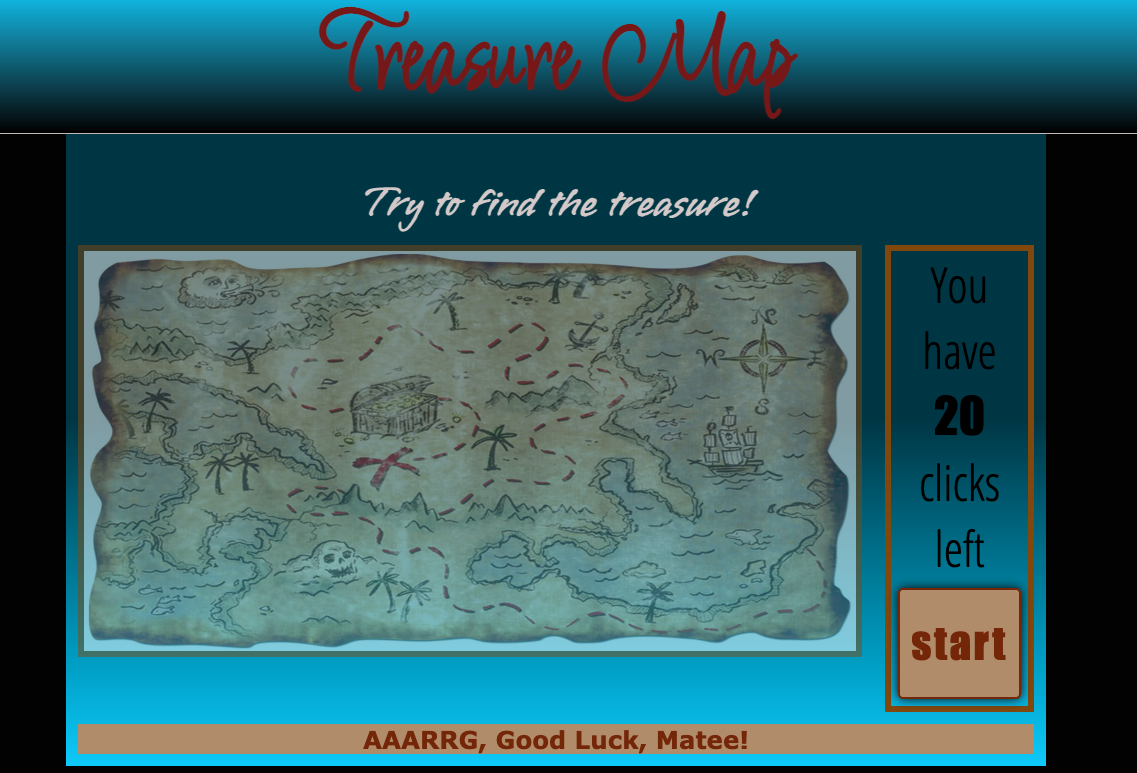 Treasure Map
Try to find the treasure!
N
W E
S
You
have
20
clicks
left
start
AAARRG, Good Luck, Matee!